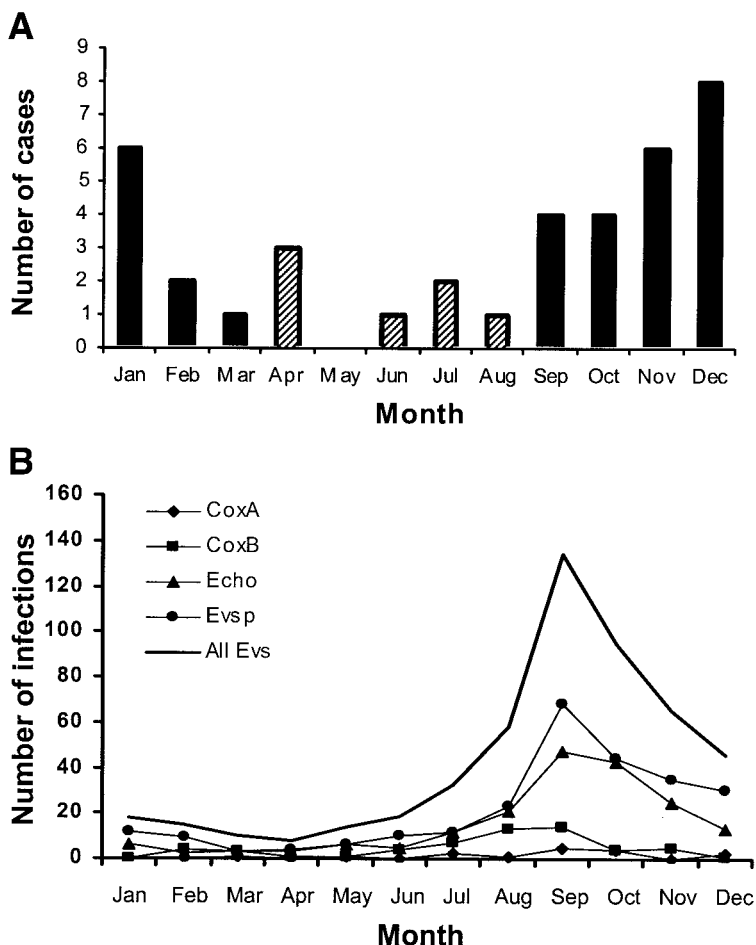 A
9
8
7
6
5
4
3
2
1
0
Number of cases
Jan Feb Mar Apr May Jun Jul Aug Sep Oct Nov Dec
Month
B
160
140
120
100
80
60
40
20
0
Number of infections
CoxA
CoxB
Echo
Evsp
All Evs
Jan Feb Mar Apr May Jun Jul Aug Sep Oct Nov Dec
Month